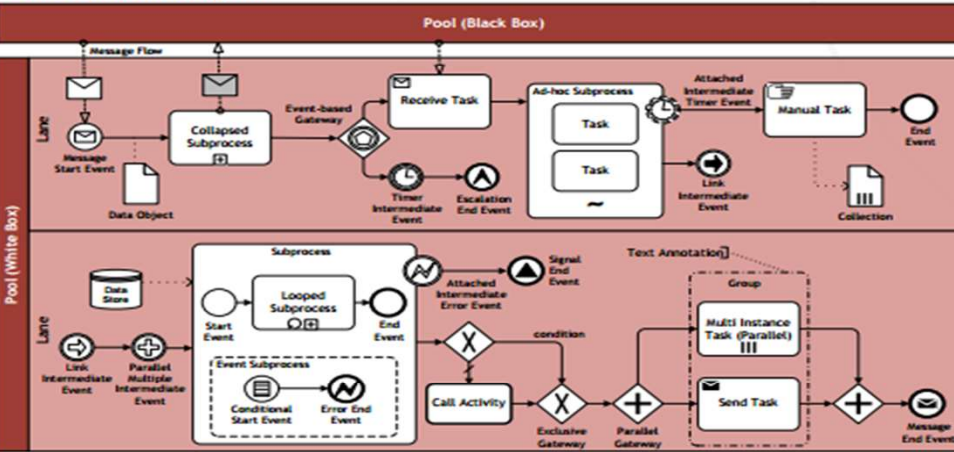 Pool (Black Box)
Message Flow
Pool (White Box)
Lane
Message
Start Event
Data Object
Collapsed
Subprocess
Event-based
Gateway
Receive Task
Timer
Intermediate
Event
Escalation
End Event
Ad-hoc Subprocess
Task
Task
Attached
Intermediate
Timer Event
Link
Intermediate
Event
Manual Task
Collection
End
Event
Lane
Data
Store
Link
Intermediate
Event
Parallel
Multiple
Intermediate
Event
Subprocess
Start
Event
Looped
Subprocess
End
Event
Event Subprocess
Conditional
Start Event
Error End
Event
Attached
Intermediate
Error Event
Signal
End
Event
condition
Call Activity
Exclusive
Gateway
Parallel
Gateway
Text Annotation
Group
Multi Instance
Task (Parallel)
Send Task
Message
End Event